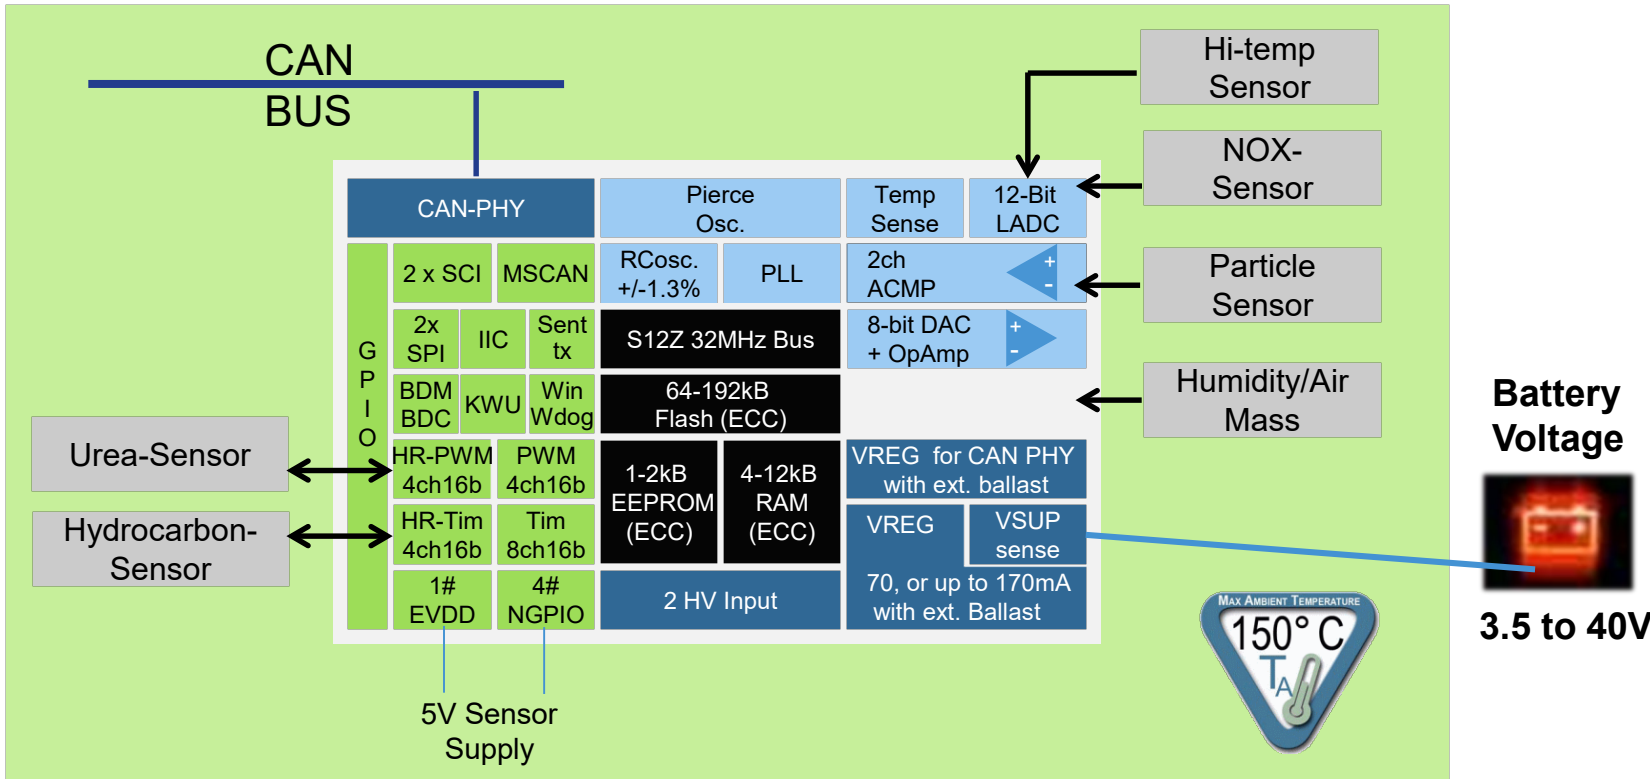 CAN
BUS
Hi-temp
Sensor
NOX-
Sensor
Particle
Sensor
Humidity/Air
Mass
CAN-PHY
Pierce
Osc.
Temp
Sense
12-Bit
LADC
GPIO
2 x SCI
MSCAN
RCosc.
+/-1.3%
PLL
2ch
ACMP
+
-
2x
SPI
IIC
Sent
tx
S12Z 32MHz Bus
8-bit DAC
+ OpAmp
+
-
BDM
BDC
KWU
Win
Wdog
64-192kB
Flash (ECC)
HR-PWM
4ch16b
PWM
4ch16b
1-2kB
EEPROM
(ECC)
4-12kB
RAM
(ECC)
VREG for CAN PHY
with ext. ballast
HR-Tim
4ch16b
Tim
8ch16b
VREG
VSUP
sense
70, or up to 170mA
with ext. Ballast
1#
EVDD
4#
NGPIO
2 HV Input
Urea-Sensor
Hydrocarbon-
Sensor
5V Sensor
Supply
Battery
Voltage
3.5 to 40V
MAX AMBIENT TEMPERATURE
150° C
TA